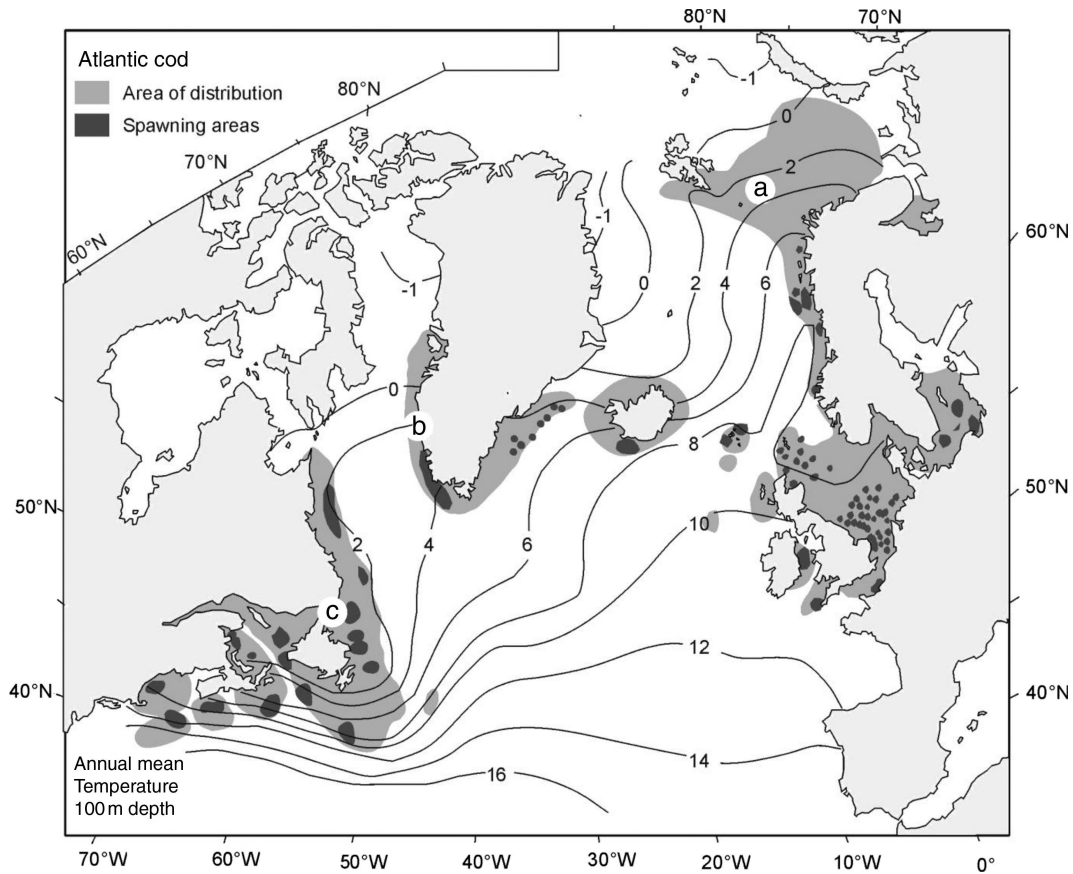 80°N
70°N
Atlantic cod
Area of distribution
Spawning areas
80°N
70°N
60°N
-1
0
2
a
60°N
-1
-1
0
2
4
6
0
b
8
50°N
50°N
10
2
4
6
c
12
40°N
40°N
14
16
Annual mean
Temperature
100 m depth
70°W
60°W
50°W
40°W
30°W
20°W
10°W
0°